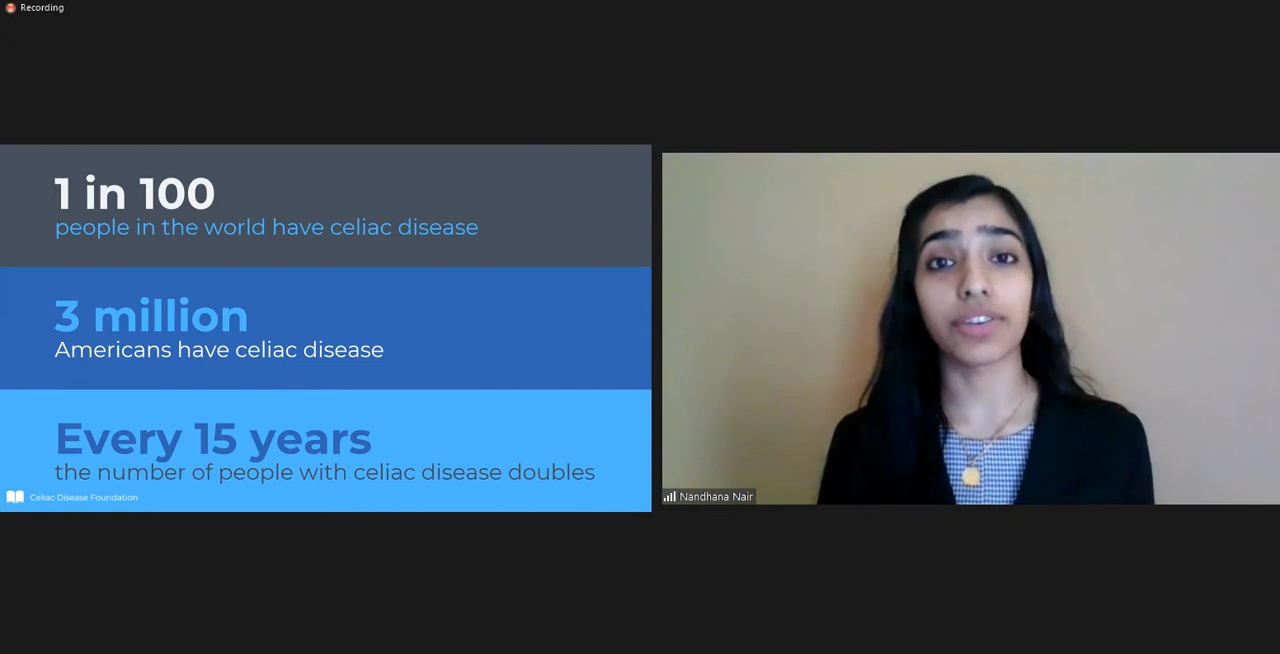 Recording
1 in 100
people in the world have celiac disease
3 million
Americans have celiac disease
Every 15 years
the number of people with celiac disease doubles
Celiac Disease Foundation
Nandhana Nair